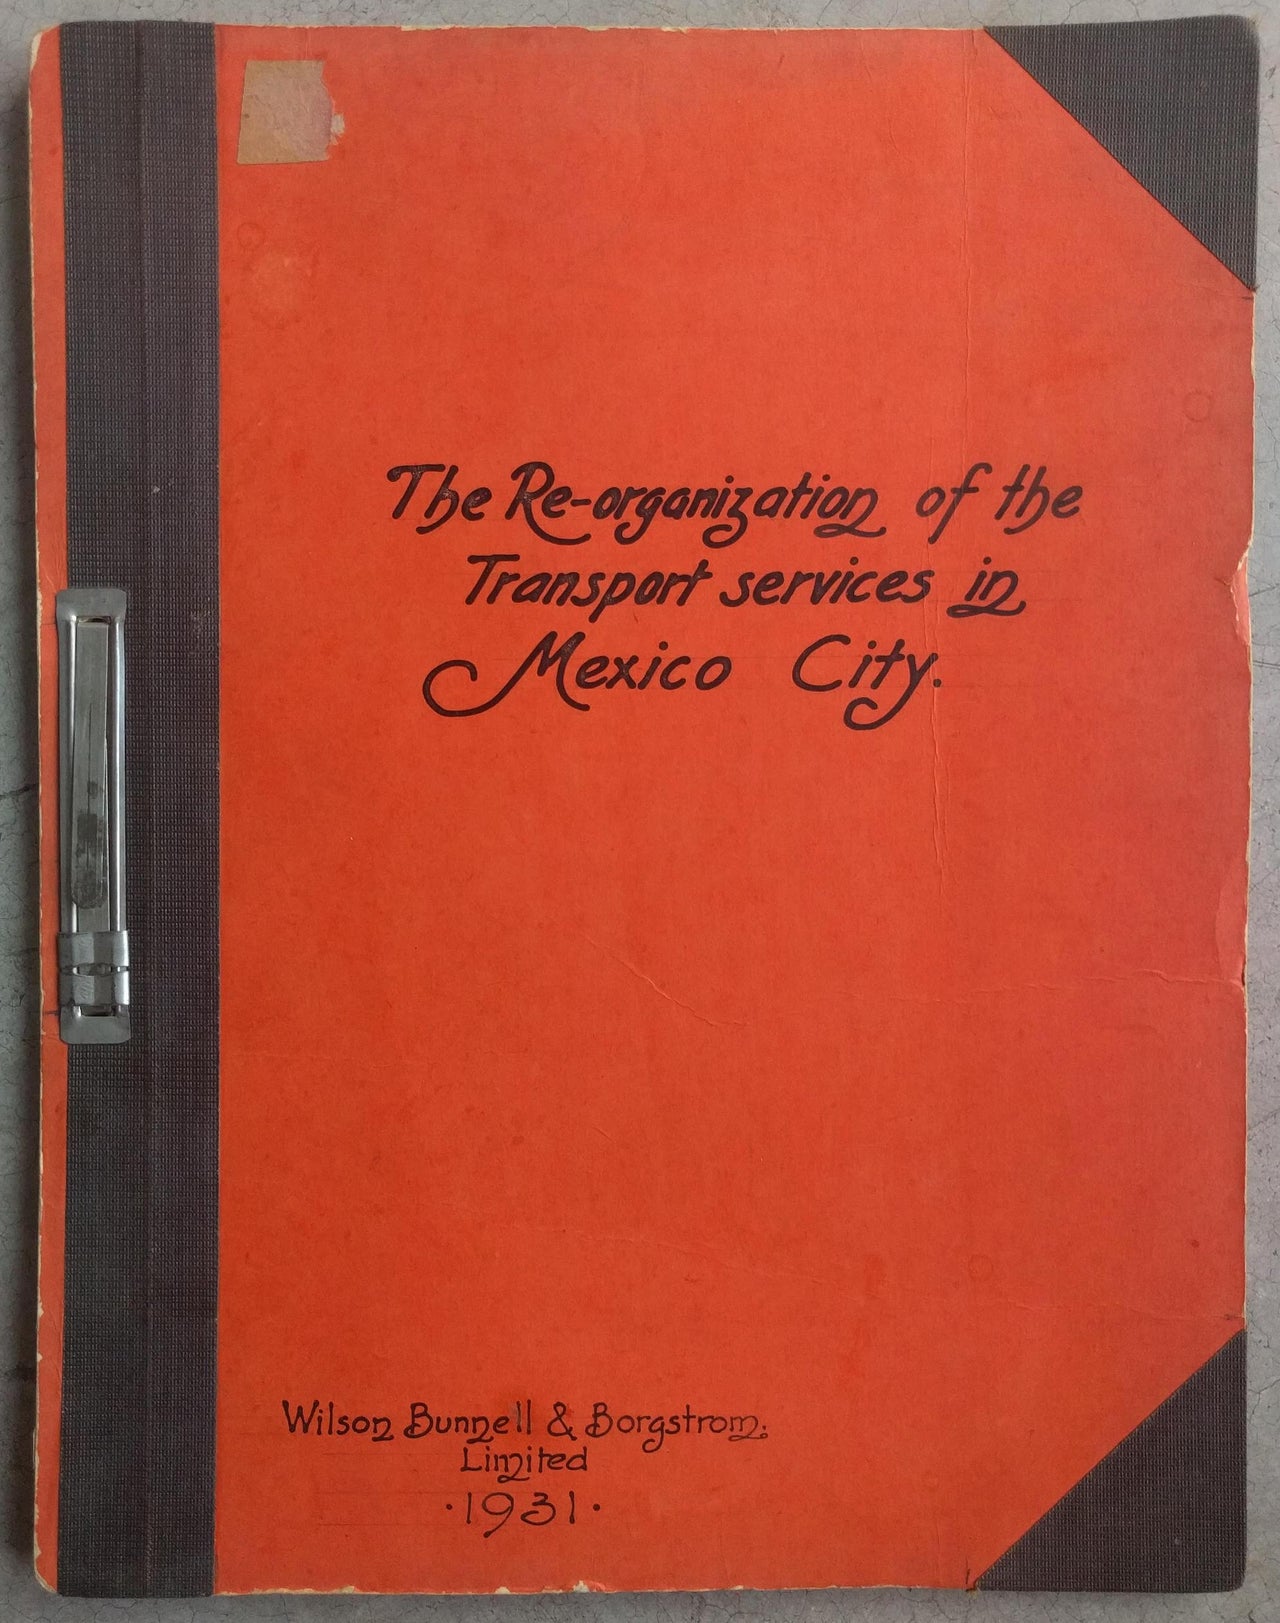 The Re-organization of the
Transport services in
Mexico City.
Wilson Bunnell & Borgstrom.
Limited
·1931·